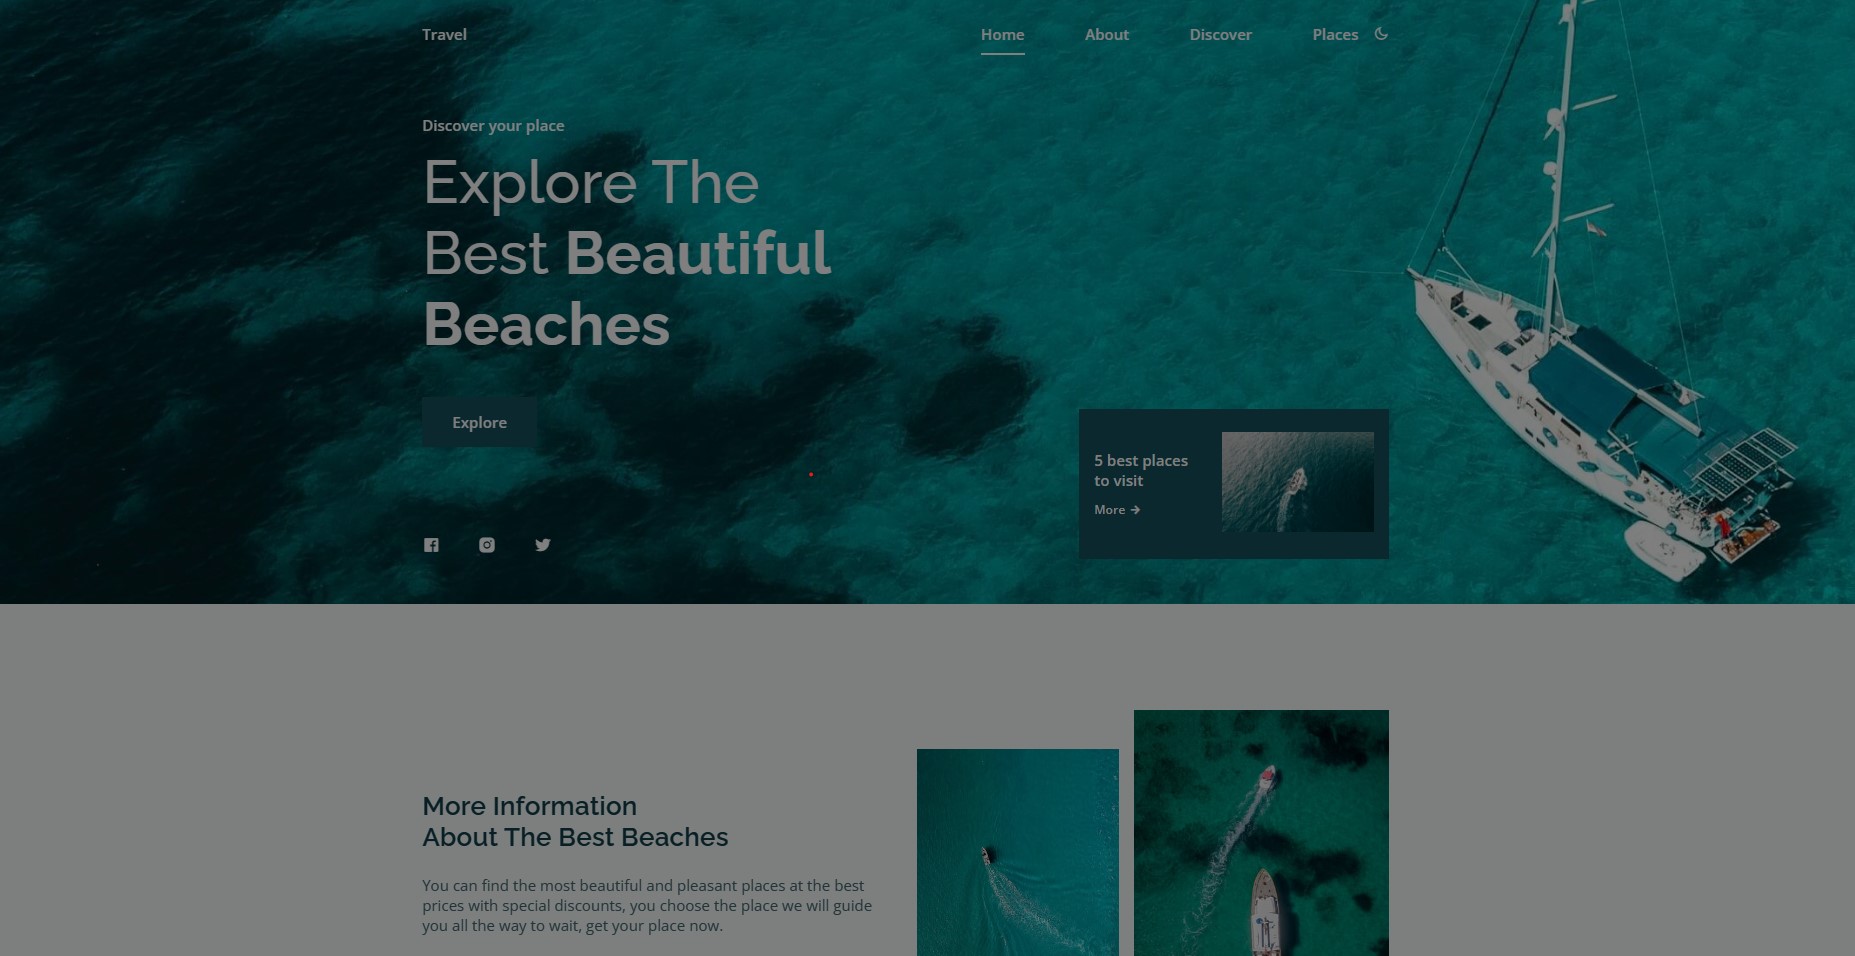 Travel
Home
About
Discover
Places
Discover your place
Explore The
Best Beautiful
Beaches
Explore
5 best places
to visit
More →
More Information
About The Best Beaches
You can find the most beautiful and pleasant places at the best
prices with special discounts, you choose the place we will guide
you all the way to wait, get your place now.